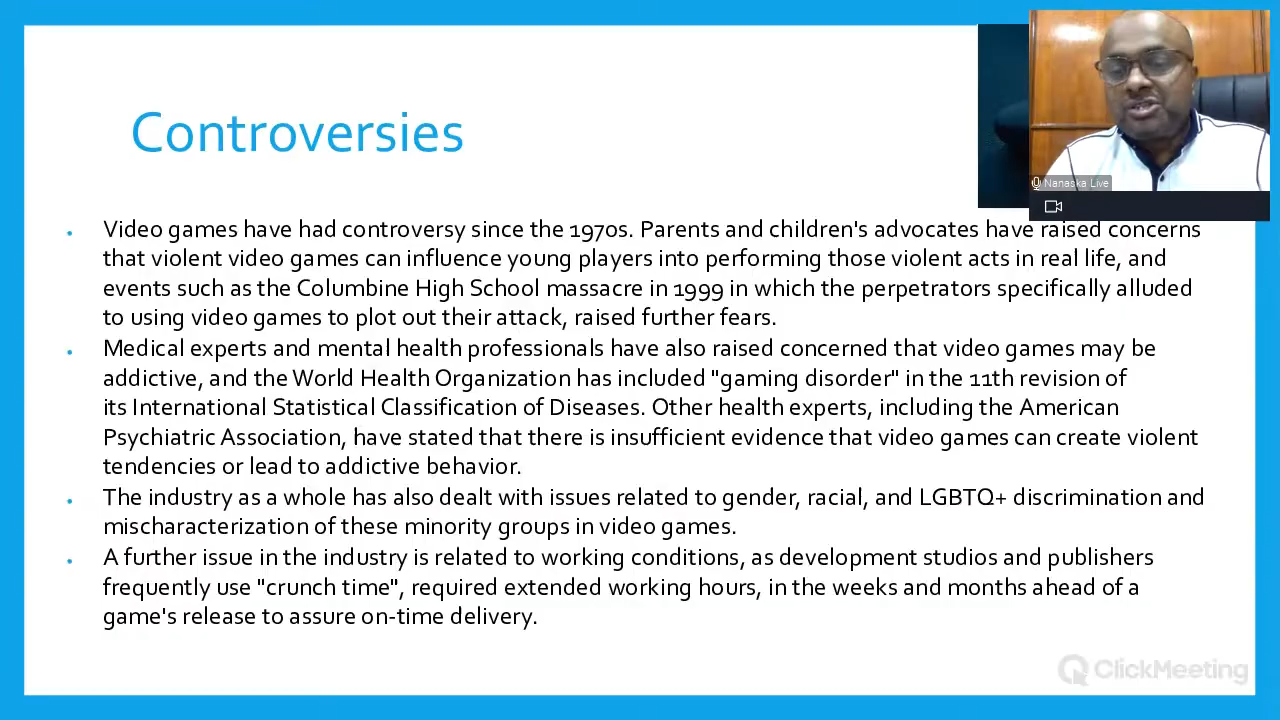 Controversies
Nanaska Live
Video games have had controversy since the 1970s. Parents and children's advocates have raised concerns
that violent video games can influence young players into performing those violent acts in real life, and
events such as the Columbine High School massacre in 1999 in which the perpetrators specifically alluded
to using video games to plot out their attack, raised further fears.
Medical experts and mental health professionals have also raised concerned that video games may be
addictive, and the World Health Organization has included "gaming disorder" in the 11th revision of
its International Statistical Classification of Diseases. Other health experts, including the American
Psychiatric Association, have stated that there is insufficient evidence that video games can create violent
tendencies or lead to addictive behavior.
The industry as a whole has also dealt with issues related to gender, racial, and LGBTQ+ discrimination and
mischaracterization of these minority groups in video games.
A further issue in the industry is related to working conditions, as development studios and publishers
frequently use "crunch time", required extended working hours, in the weeks and months ahead of a
game's release to assure on-time delivery.
ClickMeeting